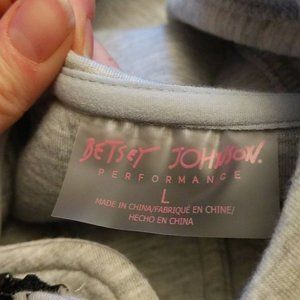 BETSEY JOHNSON.
PERFORMANCE
L
MADE IN CHINA/FABRIQUÉ EN CHINE/
HECHO EN CHINA